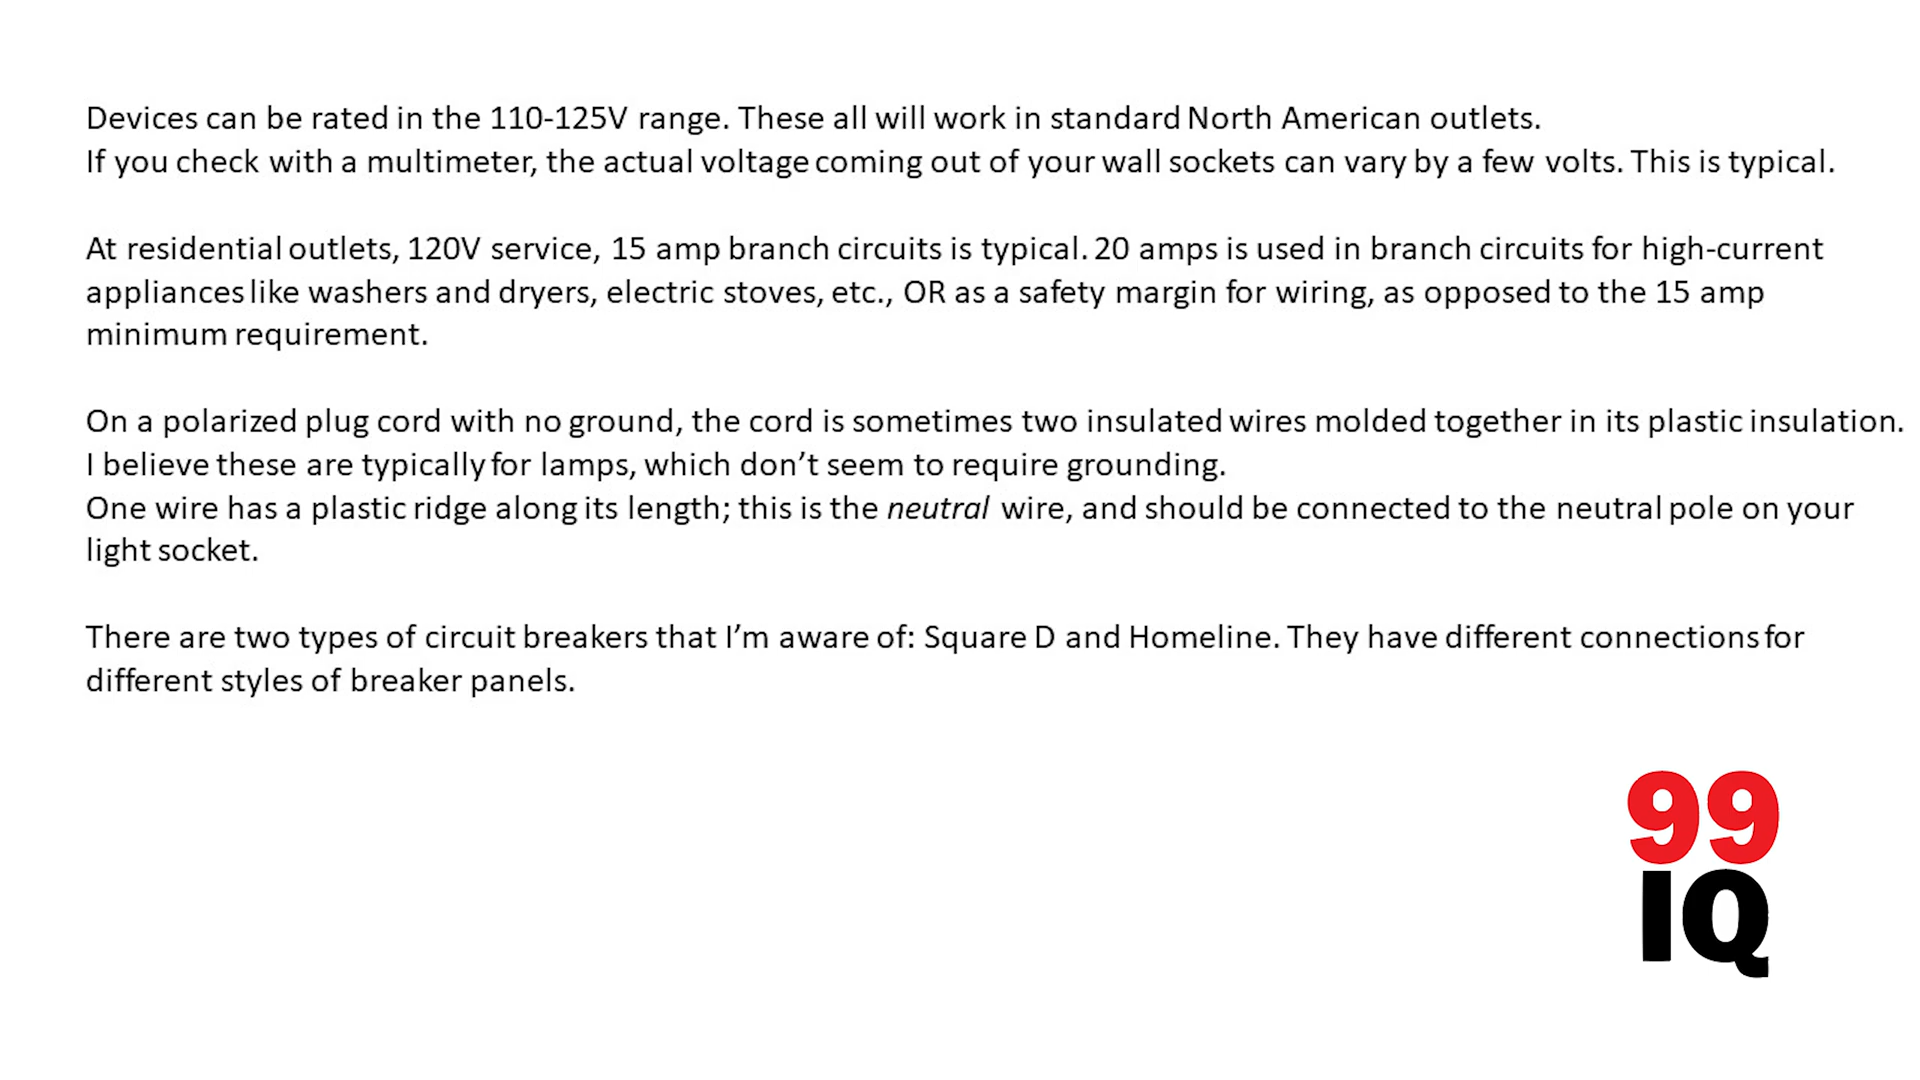 Devices can be rated in the 110-125V range. These all will work in standard North American outlets.
If you check with a multimeter, the actual voltage coming out of your wall sockets can vary by a few volts. This is typical.
At residential outlets, 120V service, 15 amp branch circuits is typical. 20 amps is used in branch circuits for high-current
appliances like washers and dryers, electric stoves, etc., OR as a safety margin for wiring, as opposed to the 15 amp
minimum requirement.
On a polarized plug cord with no ground, the cord is sometimes two insulated wires molded together in its plastic insulation.
I believe these are typically for lamps, which don’t seem to require grounding.
One wire has a plastic ridge along its length; this is the neutral wire, and should be connected to the neutral pole on your
light socket.
There are two types of circuit breakers that I’m aware of: Square D and Homeline. They have different connections for
different styles of breaker panels.
99
IQ